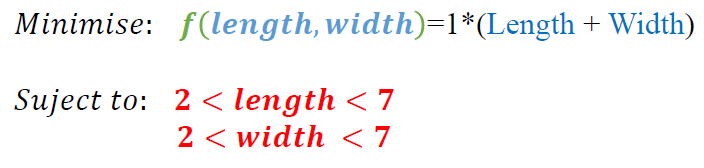 Minimise: f(length, width)=1*(Length + Width)
Suject to: 2 < length < 7
2 < width < 7